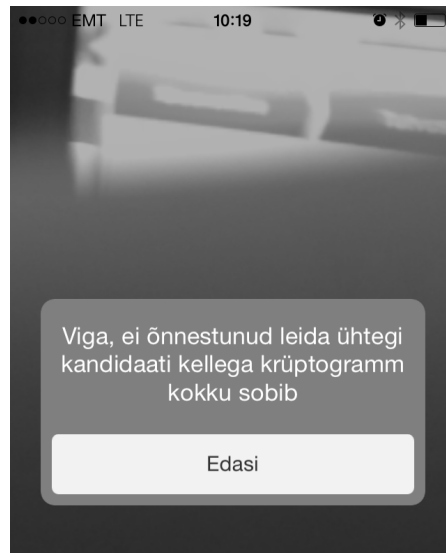 EMT LTE 10:19
Viga, ei õnnestunud leida ühtegi
kandidaati kellega krüptogramm
kokku sobib
Edasi